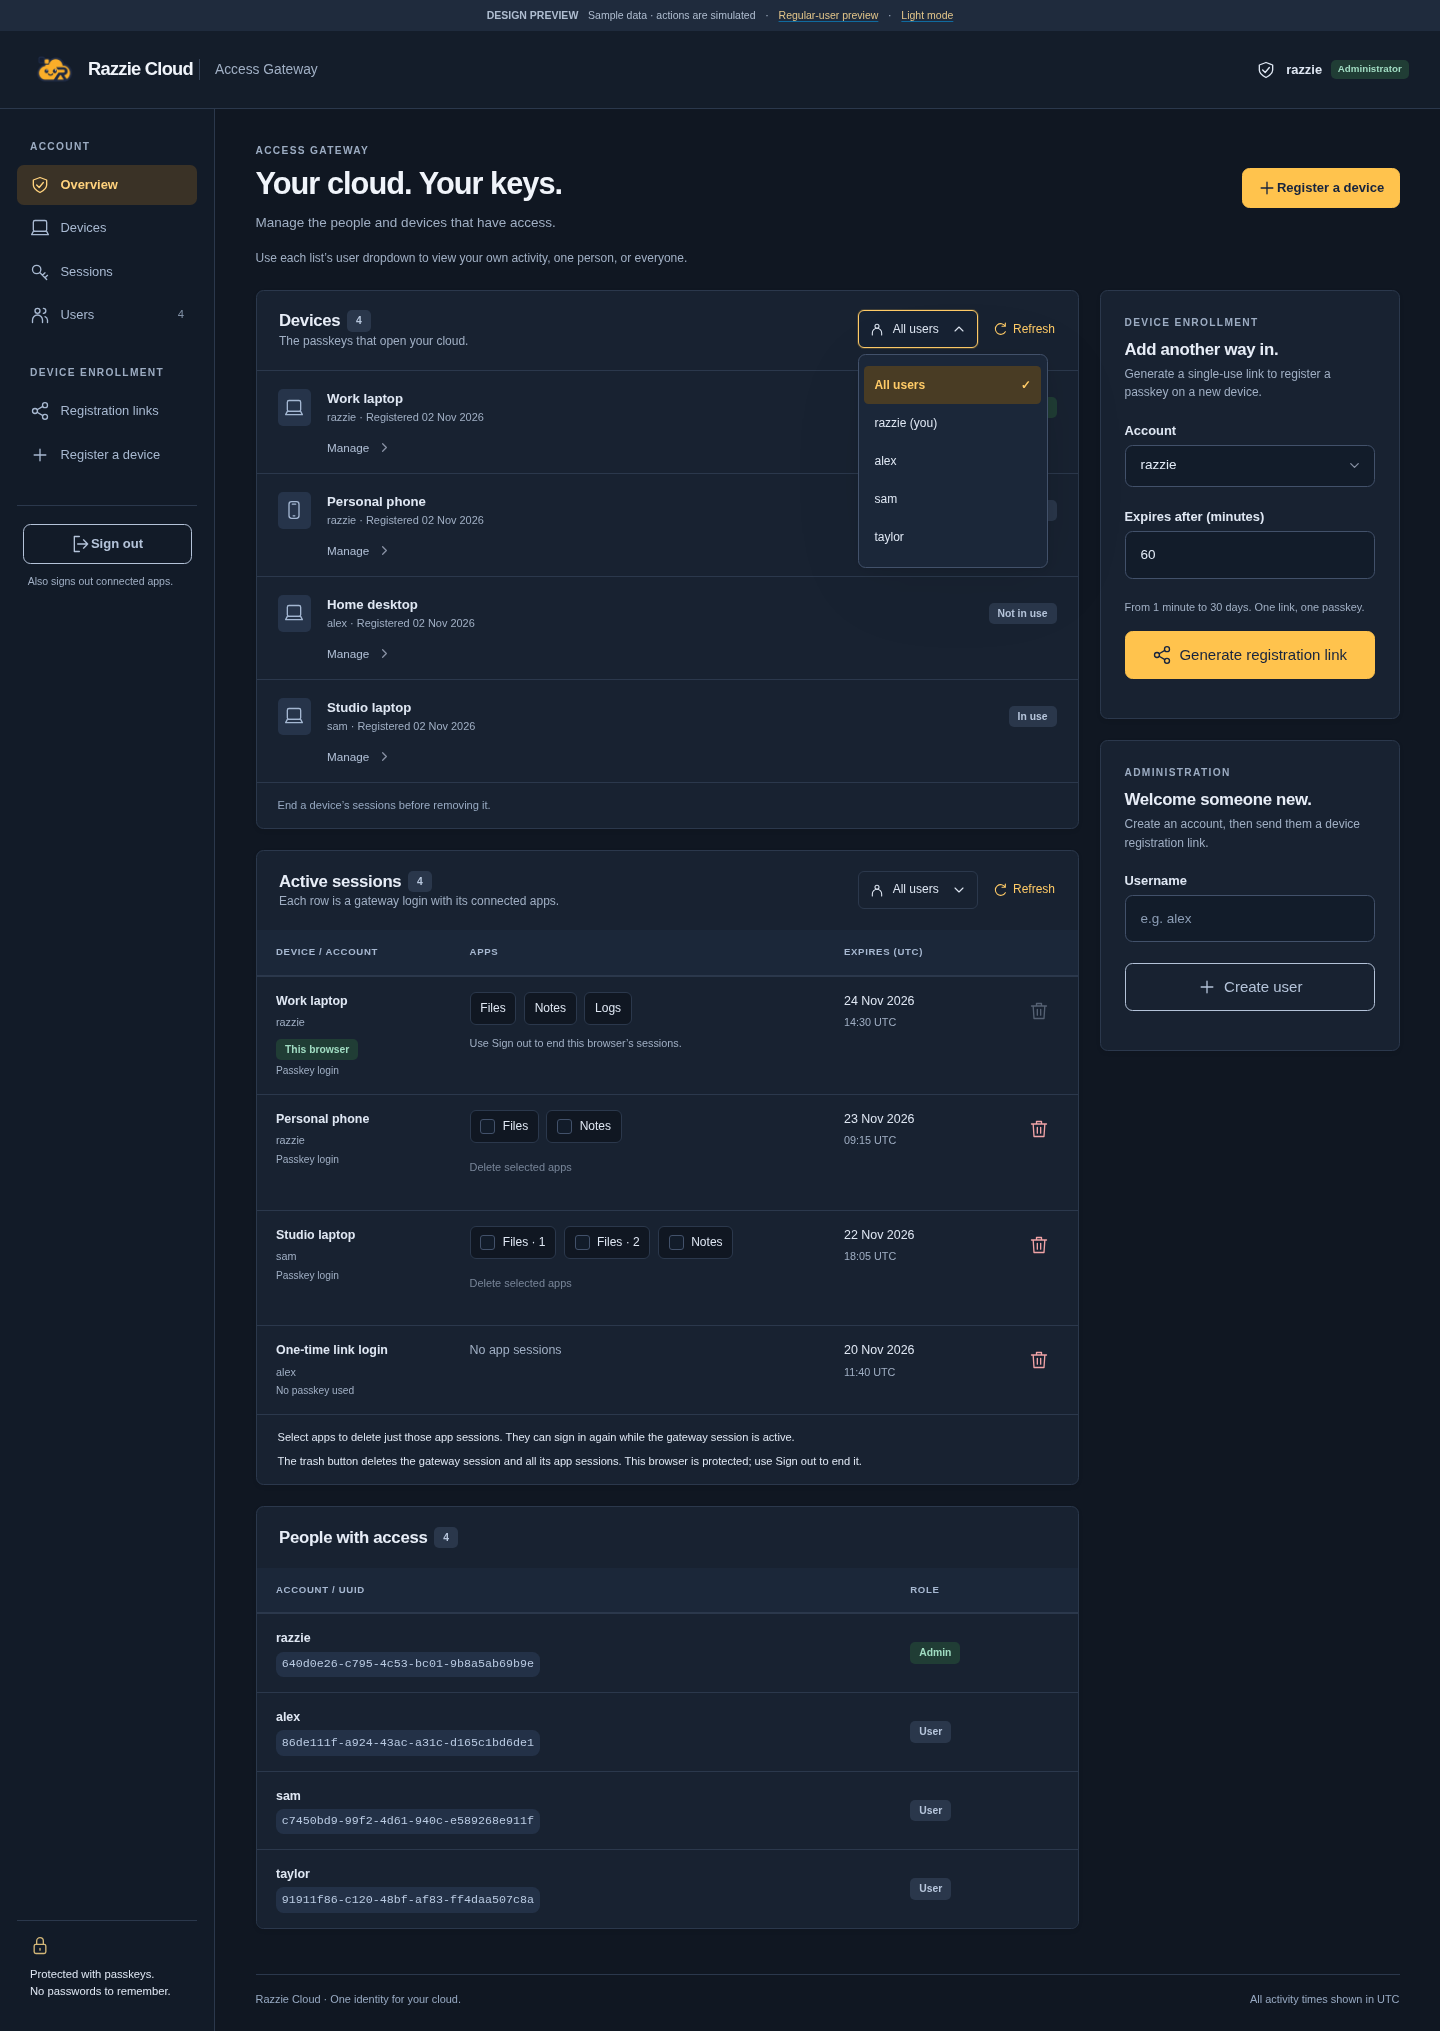 DESIGN PREVIEW Sample data · actions are simulated · Regular-user preview · Light mode
Razzie Cloud Access Gateway
razzie Administrator
ACCOUNT
Overview
Devices
Sessions
Users 4
DEVICE ENROLLMENT
Registration links
Register a device
Sign out
Also signs out connected apps.
Protected with passkeys.
No passwords to remember.
ACCESS GATEWAY
Your cloud. Your keys.
Manage the people and devices that have access.
Register a device
Use each list’s user dropdown to view your own activity, one person, or everyone.
Devices 4
The passkeys that open your cloud.
All users
Refresh
All users ✓
razzie (you)
alex
sam
taylor
Work laptop
razzie · Registered 02 Nov 2026
Manage
Personal phone
razzie · Registered 02 Nov 2026
Manage
Home desktop
alex · Registered 02 Nov 2026
Not in use
Manage
Studio laptop
sam · Registered 02 Nov 2026
In use
Manage
End a device’s sessions before removing it.
Active sessions 4
Each row is a gateway login with its connected apps.
All users
Refresh
DEVICE / ACCOUNT APPS EXPIRES (UTC)
Work laptop
razzie
This browser
Passkey login
Files Notes Logs
Use Sign out to end this browser’s sessions.
24 Nov 2026
14:30 UTC
Personal phone
razzie
Passkey login
Files Notes
Delete selected apps
23 Nov 2026
09:15 UTC
Studio laptop
sam
Passkey login
Files · 1 Files · 2 Notes
Delete selected apps
22 Nov 2026
18:05 UTC
One-time link login
alex
No passkey used
No app sessions
20 Nov 2026
11:40 UTC
Select apps to delete just those app sessions. They can sign in again while the gateway session is active.
The trash button deletes the gateway session and all its app sessions. This browser is protected; use Sign out to end it.
People with access 4
ACCOUNT / UUID ROLE
razzie
640d0e26-c795-4c53-bc01-9b8a5ab69b9e
Admin
alex
86de111f-a924-43ac-a31c-d165c1bd6de1
User
sam
c7450bd9-99f2-4d61-940c-e589268e911f
User
taylor
91911f86-c120-48bf-af83-ff4daa507c8a
User
DEVICE ENROLLMENT
Add another way in.
Generate a single-use link to register a
passkey on a new device.
Account
razzie
Expires after (minutes)
60
From 1 minute to 30 days. One link, one passkey.
Generate registration link
ADMINISTRATION
Welcome someone new.
Create an account, then send them a device
registration link.
Username
e.g. alex
Create user
Razzie Cloud · One identity for your cloud.
All activity times shown in UTC